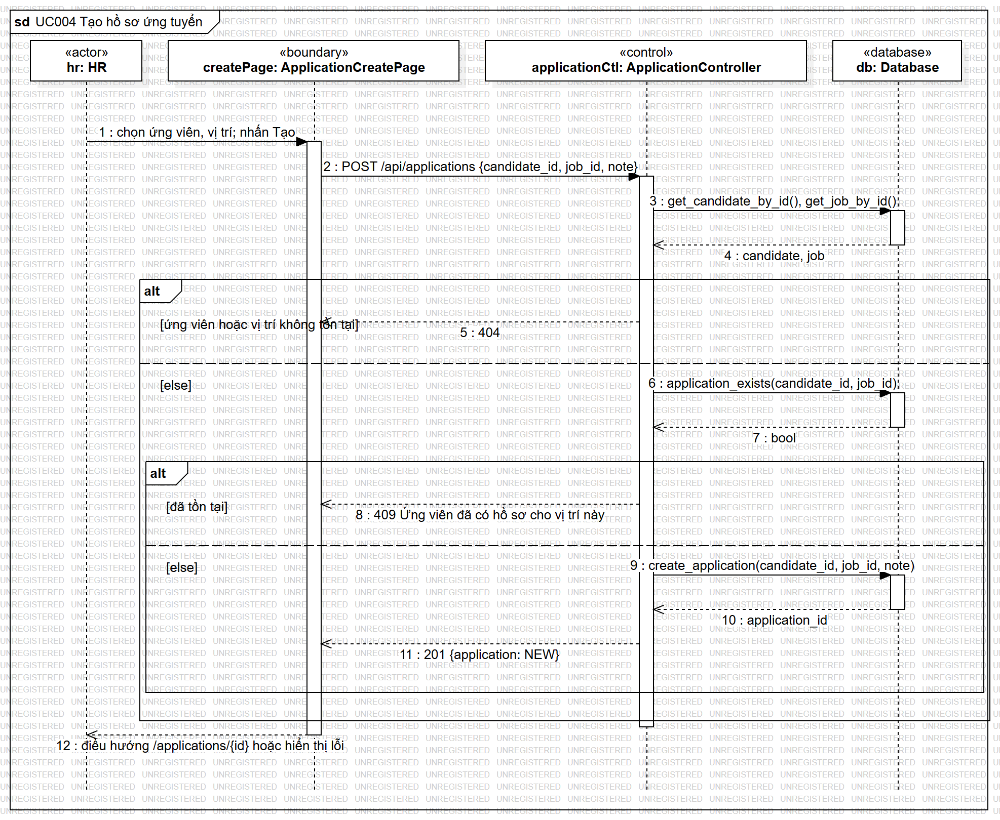 sd UC004 Tạo hồ sơ ứng tuyển
«actor»
hr: HR
«boundary»
createPage: ApplicationCreatePage
«control»
applicationCtl: ApplicationController
«database»
db: Database
1 : chọn ứng viên, vị trí; nhấn Tạo
2 : POST /api/applications {candidate_id, job_id, note}
3 : get_candidate_by_id(), get_job_by_id()
4 : candidate, job
alt
[ứng viên hoặc vị trí không tồn tại]
5 : 404
[else]
6 : application_exists(candidate_id, job_id)
7 : bool
alt
[đã tồn tại]
8 : 409 Ứng viên đã có hồ sơ cho vị trí này
[else]
9 : create_application(candidate_id, job_id, note)
10 : application_id
11 : 201 {application: NEW}
12 : điều hướng /applications/{id} hoặc hiển thị lỗi
UNREGISTERED